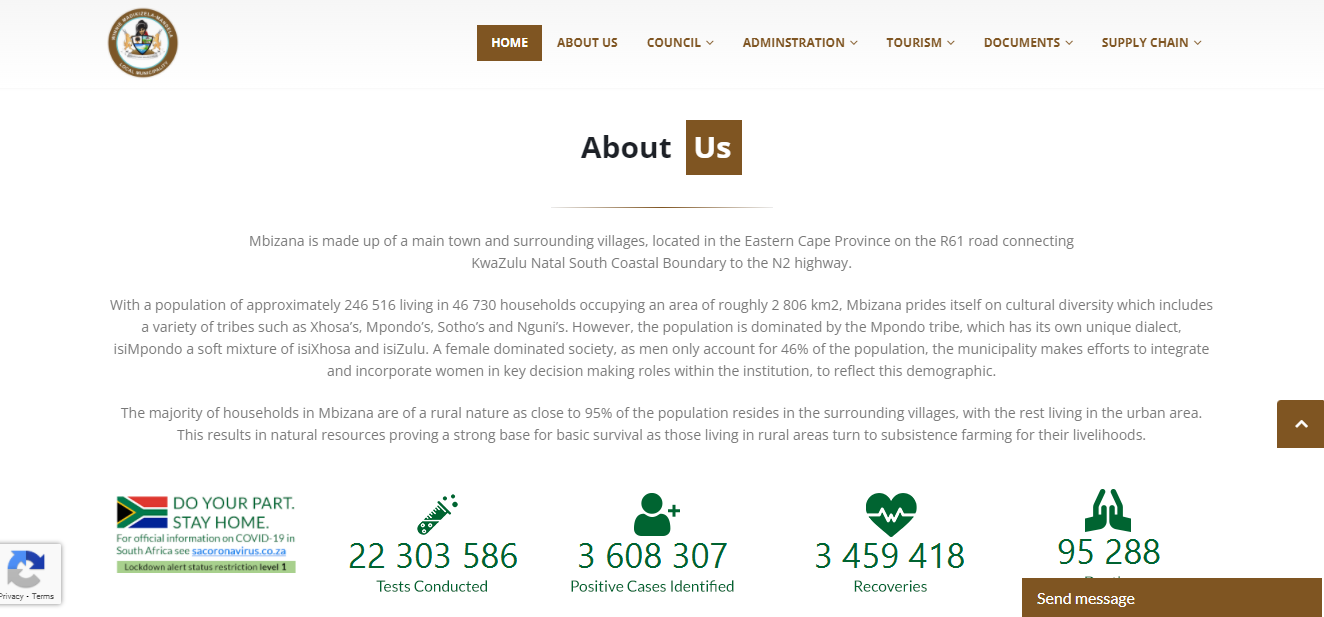 WINNIE MADIKIZELA-MANDELA
LOCAL MUNICIPALITY
HOME
ABOUT US
COUNCIL
ADMINSTRATION
TOURISM
DOCUMENTS
SUPPLY CHAIN
About Us
Mbizana is made up of a main town and surrounding villages, located in the Eastern Cape Province on the R61 road connecting
KwaZulu Natal South Coastal Boundary to the N2 highway.
With a population of approximately 246 516 living in 46 730 households occupying an area of roughly 2 806 km2, Mbizana prides itself on cultural diversity which includes
a variety of tribes such as Xhosa’s, Mpondo’s, Sotho’s and Nguni’s. However, the population is dominated by the Mpondo tribe, which has its own unique dialect,
isiMpondo a soft mixture of isiXhosa and isiZulu. A female dominated society, as men only account for 46% of the population, the municipality makes efforts to integrate
and incorporate women in key decision making roles within the institution, to reflect this demographic.
The majority of households in Mbizana are of a rural nature as close to 95% of the population resides in the surrounding villages, with the rest living in the urban area.
This results in natural resources proving a strong base for basic survival as those living in rural areas turn to subsistence farming for their livelihoods.
DO YOUR PART.
STAY HOME.
For official information on COVID-19 in
South Africa see sacoronavirus.co.za
Lockdown alert status restriction level 1
22 303 586
Tests Conducted
3 608 307
Positive Cases Identified
3 459 418
Recoveries
95 288
Privacy - Terms
Send message